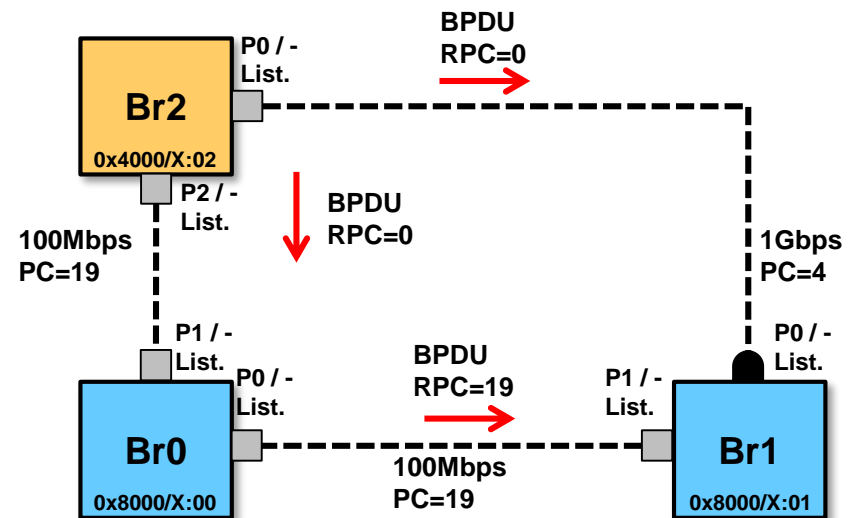 BPDU
RPC=0
P0 / -
List.
Br2
0x4000/X:02
P2 / -
List.
BPDU
RPC=0
100Mbps
PC=19
1Gbps
PC=4
P1 / -
List.
P0 / -
List.
BPDU
RPC=19
P1 / -
List.
P0 / -
List.
Br0
0x8000/X:00
100Mbps
PC=19
Br1
0x8000/X:01